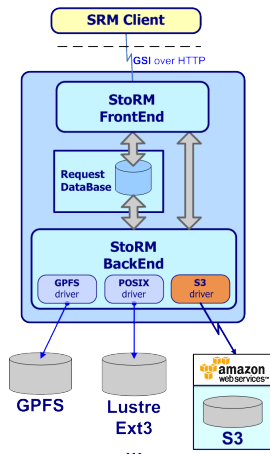 SRM Client
GSI over HTTP
StoRM
FrontEnd
Request
DataBase
StoRM
BackEnd
GPFS
driver
POSIX
driver
S3
driver
GPFS
Lustre
Ext3
...
amazon
webservices™
S3